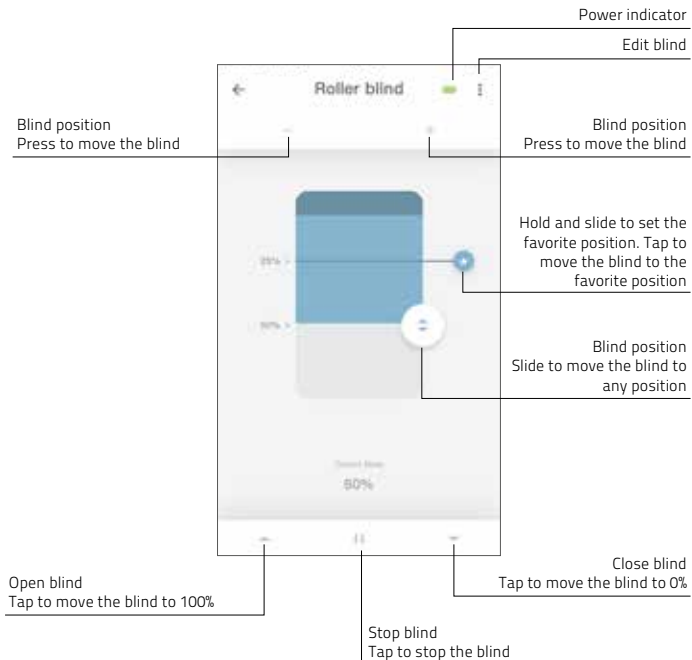 Power indicator
Edit blind
Roller blind
Blind position
Press to move the blind
Blind position
Press to move the blind
Hold and slide to set the
favorite position. Tap to
move the blind to the
favorite position
25%
50%
Blind position
Slide to move the blind to
any position
50%
Open blind
Tap to move the blind to 100%
Close blind
Tap to move the blind to 0%
Stop blind
Tap to stop the blind